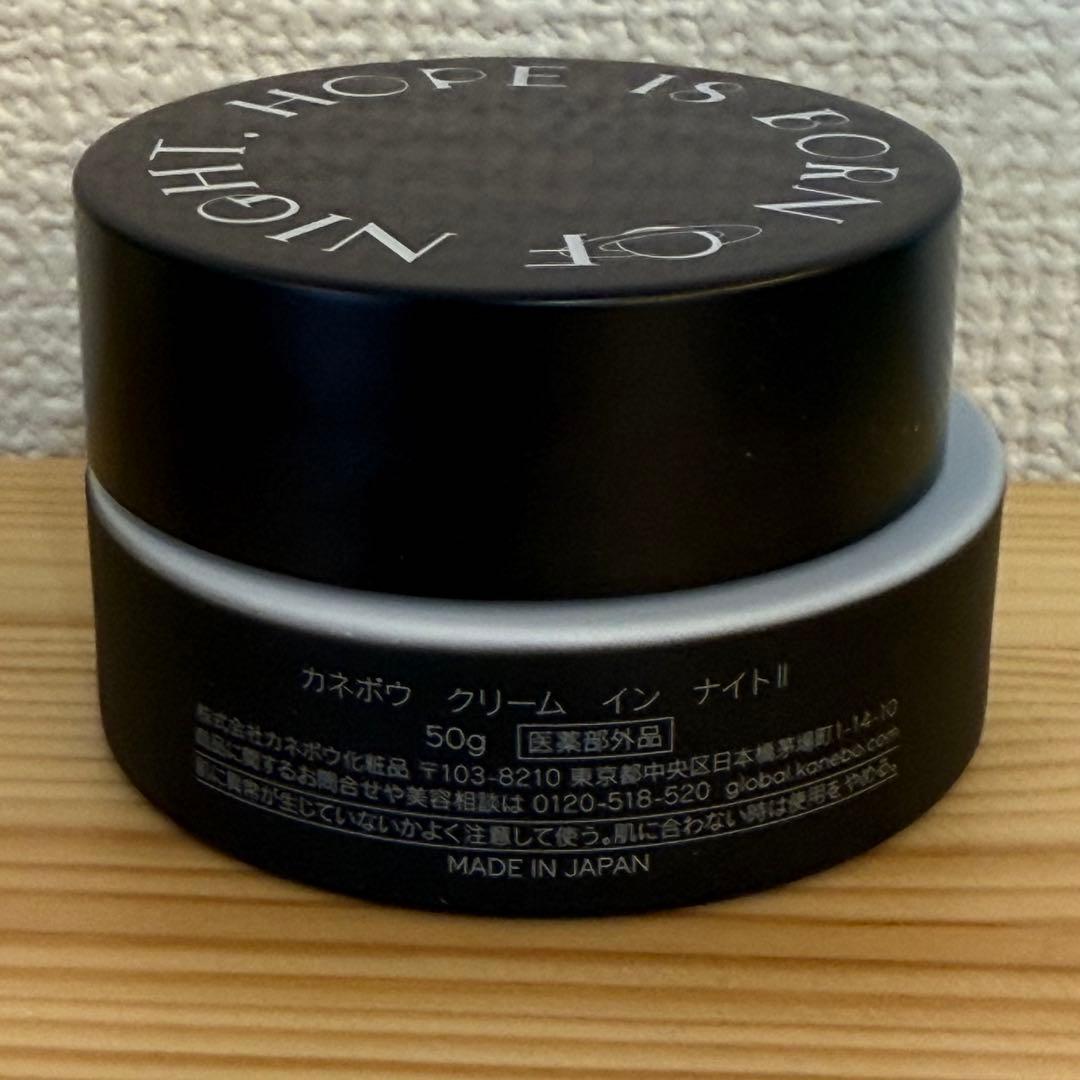 HOPE IS BORN OF NIGHT.
カネボウ クリーム イン ナイトII
50g 医薬部外品
株式会社カネボウ化粧品 〒103-8210 東京都中央区日本橋茅場町1-14-10
商品に関するお問合せや美容相談は 0120-518-520 global.kanebo.com
肌に異常が生じていないかよく注意して使う。肌に合わない時は使用をやめる。
MADE IN JAPAN